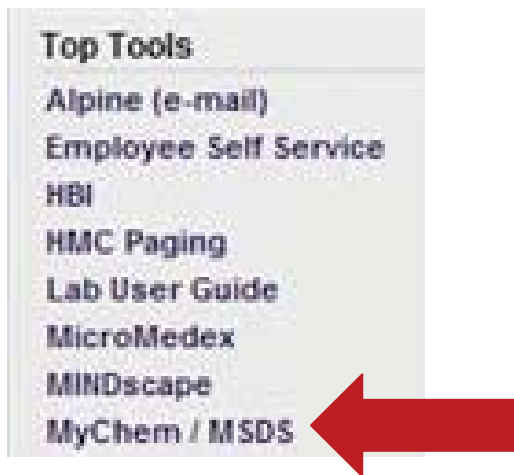 Top Tools
Alpine (e-mail)
Employee Self Service
HBI
HMC Paging
Lab User Guide
MicroMedex
MINDscape
MyChem / MSDS